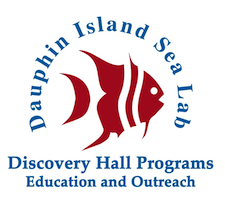 Dauphin Island Sea Lab
Discovery Hall Programs
Education and Outreach